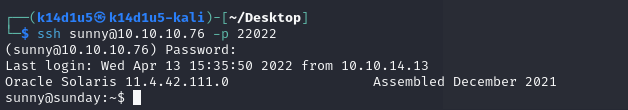 ┌──(k14d1u5㉿k14d1u5-kali)-[~/Desktop]
└─$ ssh sunny@10.10.10.76 -p 22022
(sunny@10.10.10.76) Password:
Last login: Wed Apr 13 15:35:50 2022 from 10.10.14.13
Oracle Solaris 11.4.42.111.0                  Assembled December 2021
sunny@sunday:~$